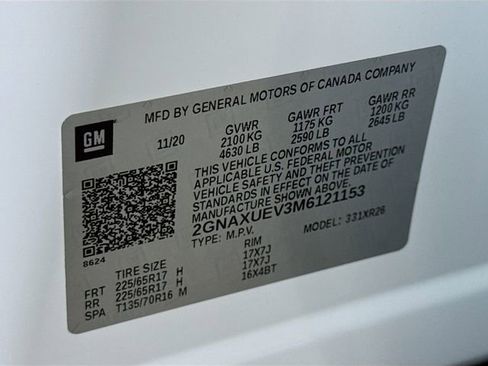 MFD BY GENERAL MOTORS OF CANADA COMPANY
GM
11/20 GVWR GAWR FRT GAWR RR
2100 KG 1175 KG 1200 KG
4630 LB 2590 LB 2645 LB
THIS VEHICLE CONFORMS TO ALL
APPLICABLE U.S. FEDERAL MOTOR
VEHICLE SAFETY AND THEFT PREVENTION
STANDARDS IN EFFECT ON THE DATE OF
MANUFACTURE SHOWN ABOVE.
2GNAXUEV3M6121153
TYPE: M.P.V. MODEL: 331XR26
8624
TIRE SIZE RIM
FRT 225/65R17 H 17X7J
RR 225/65R17 H 17X7J
SPA T135/70R16 M 16X4BT